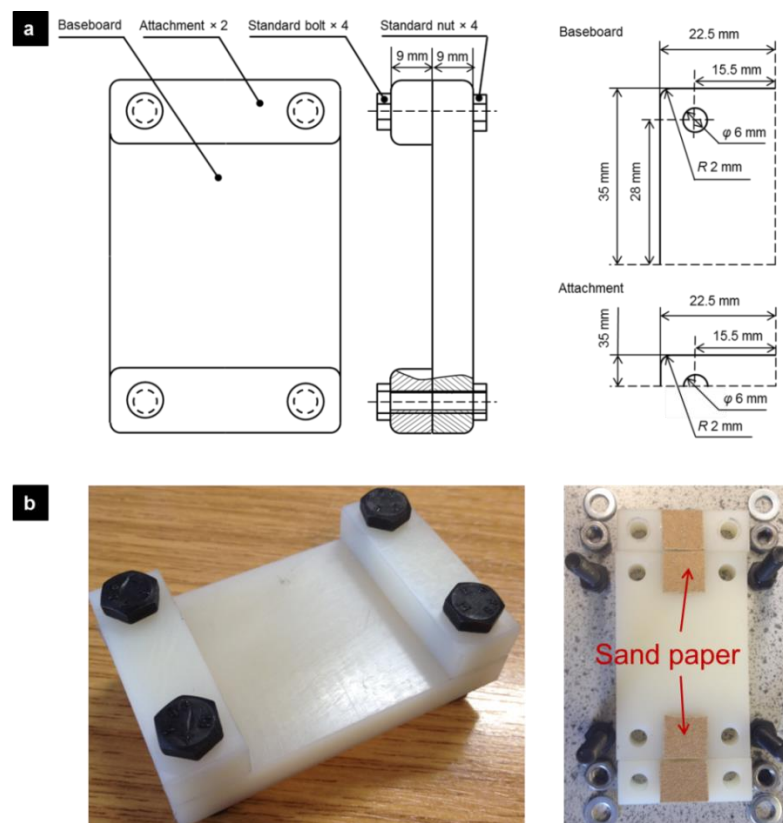 a
Baseboard
Attachment × 2
Standard bolt × 4
Standard nut × 4
9 mm
9 mm
Baseboard
22.5 mm
15.5 mm
φ 6 mm
R 2 mm
35 mm
28 mm
Attachment
22.5 mm
15.5 mm
35 mm
φ 6 mm
R 2 mm
b
Sand paper